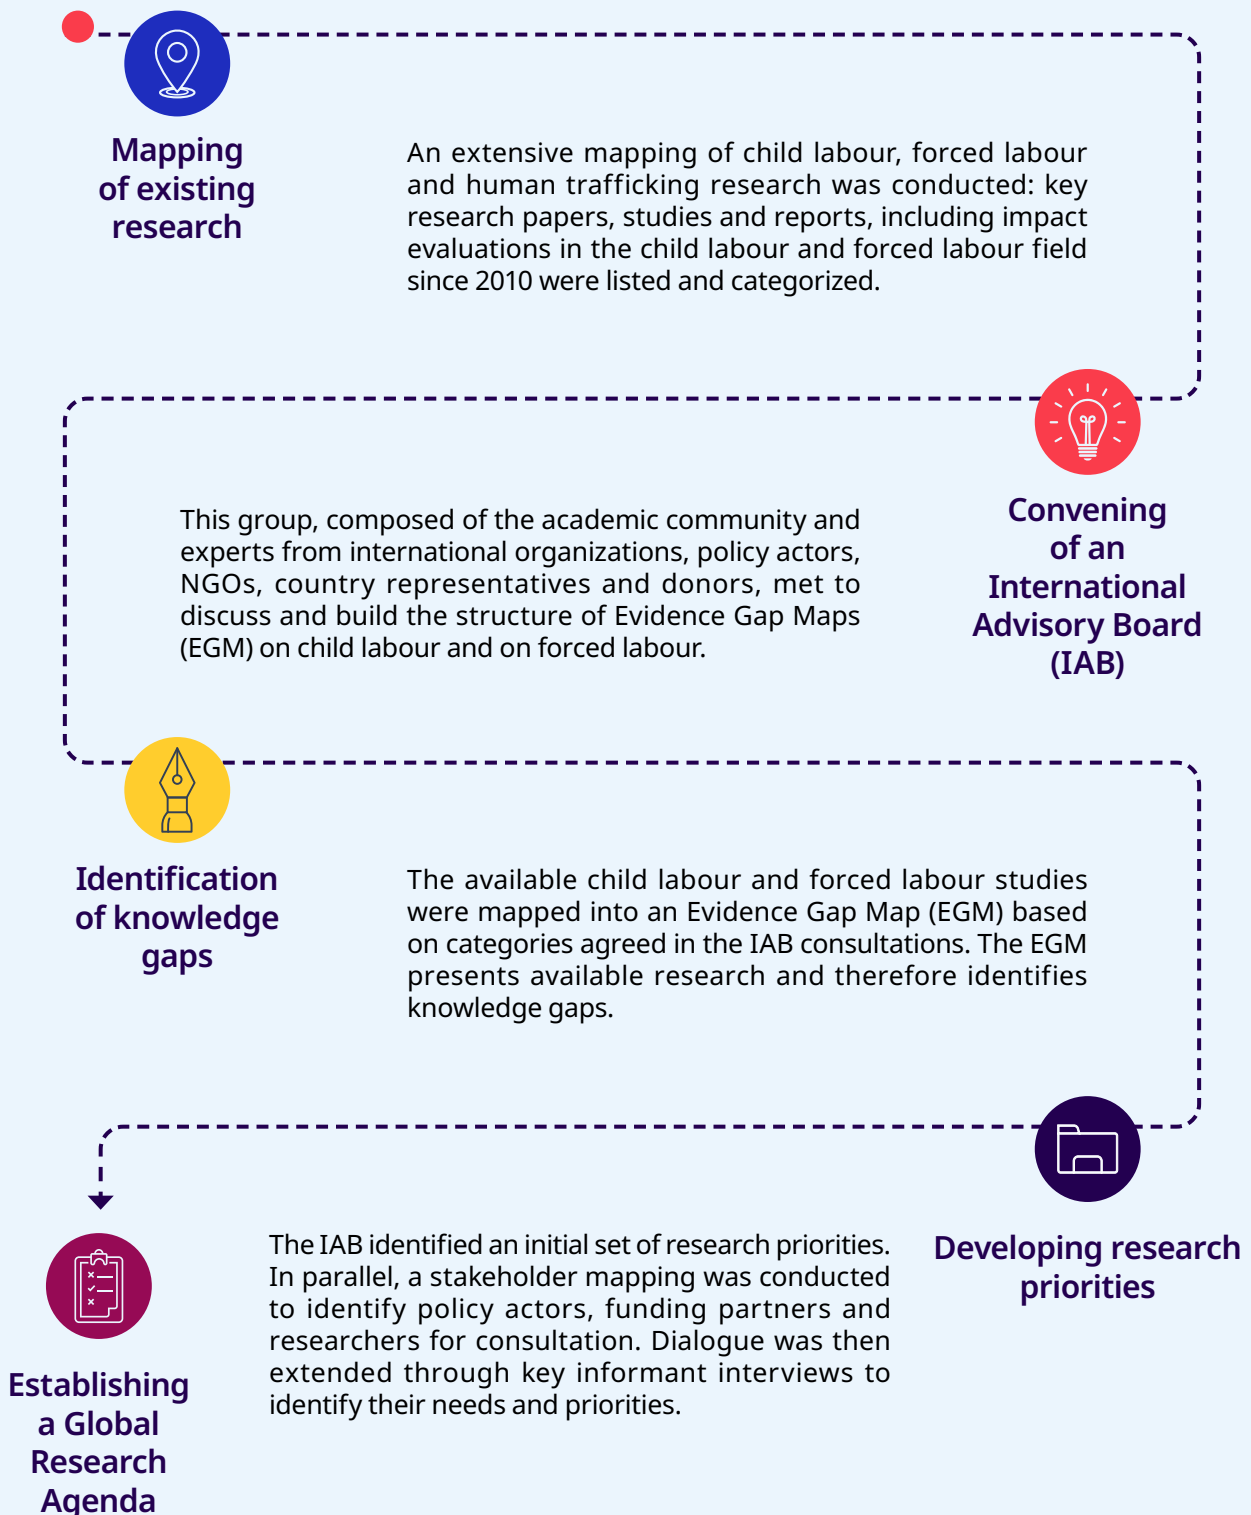 Mapping
of existing
research
An extensive mapping of child labour, forced labour
and human trafficking research was conducted: key
research papers, studies and reports, including impact
evaluations in the child labour and forced labour field
since 2010 were listed and categorized.
Convening
of an
International
Advisory Board
(IAB)
This group, composed of the academic community and
experts from international organizations, policy actors,
NGOs, country representatives and donors, met to
discuss and build the structure of Evidence Gap Maps
(EGM) on child labour and on forced labour.
Identification
of knowledge
gaps
The available child labour and forced labour studies
were mapped into an Evidence Gap Map (EGM) based
on categories agreed in the IAB consultations. The EGM
presents available research and therefore identifies
knowledge gaps.
Developing research
priorities
The IAB identified an initial set of research priorities.
In parallel, a stakeholder mapping was conducted
to identify policy actors, funding partners and
researchers for consultation. Dialogue was then
extended through key informant interviews to
identify their needs and priorities.
Establishing
a Global
Research
Agenda